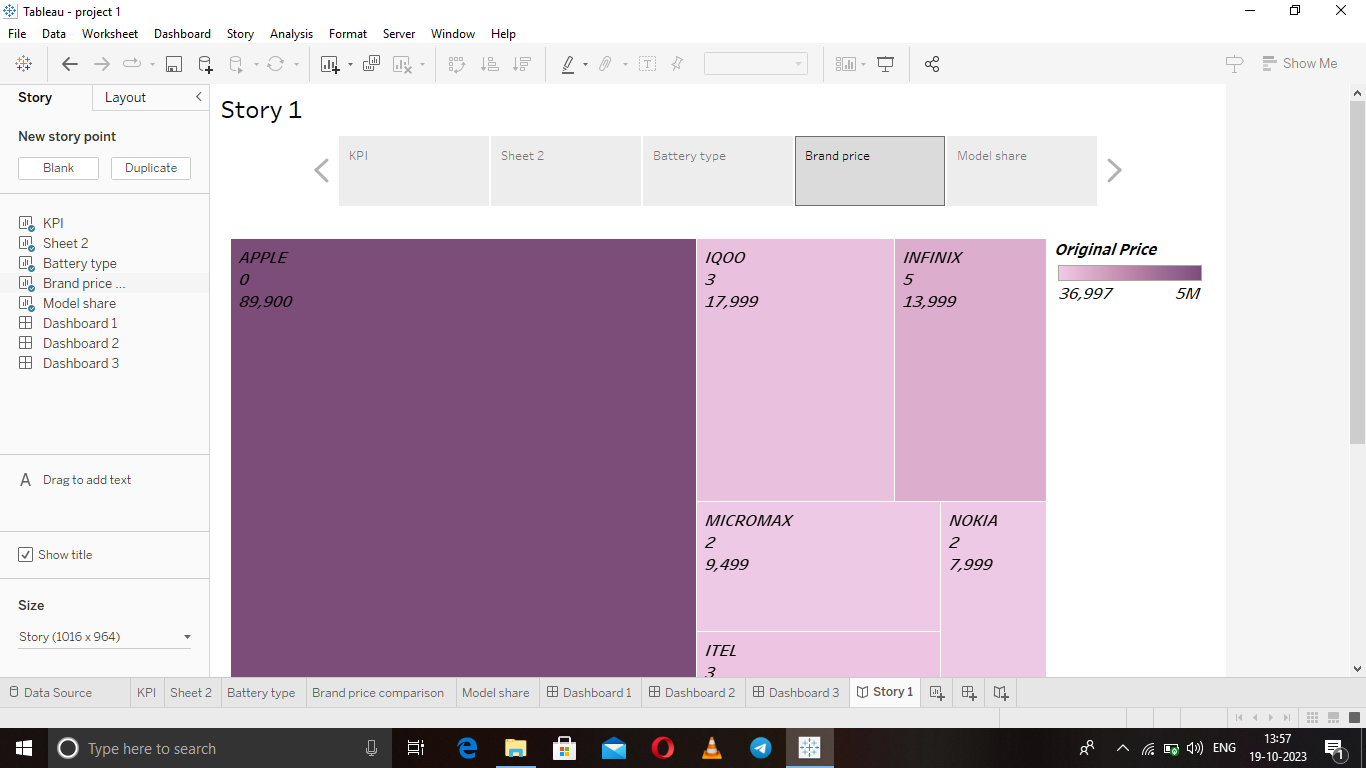 Tableau - project 1
File Data Worksheet Dashboard Story Analysis Format Server Window Help
Show Me
Story Layout
New story point
Blank Duplicate
KPI
Sheet 2
Battery type
Brand price ...
Model share
Dashboard 1
Dashboard 2
Dashboard 3
A Drag to add text
Show title
Size
Story (1016 x 964)
Story 1
KPI Sheet 2 Battery type Brand price Model share
APPLE
0
89,900
IQOO
3
17,999
INFINIX
5
13,999
MICROMAX
2
9,499
NOKIA
2
7,999
ITEL
3
Original Price
36,997 5M
Data Source KPI Sheet 2 Battery type Brand price comparison Model share Dashboard 1 Dashboard 2 Dashboard 3 Story 1
Type here to search
ENG
13:57
19-10-2023
1